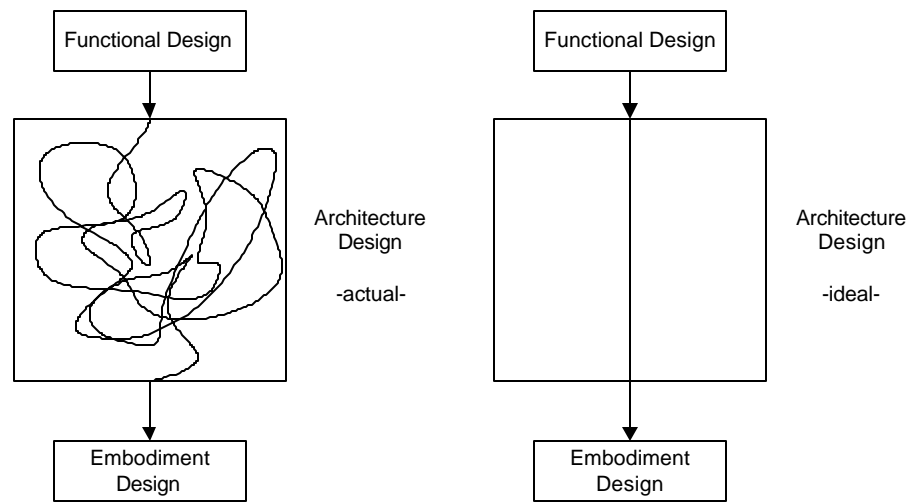 Functional Design
Architecture
Design
-actual-
Embodiment
Design
Functional Design
Architecture
Design
-ideal-
Embodiment
Design